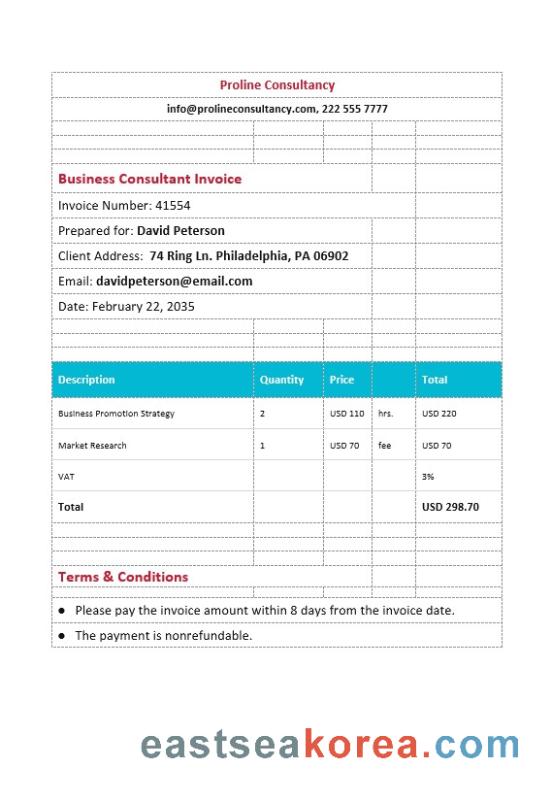 Proline Consultancy
info@prolineconsultancy.com, 222 555 7777
Business Consultant Invoice
Invoice Number: 41554
Prepared for: David Peterson
Client Address: 74 Ring Ln. Philadelphia, PA 06902
Email: davidpeterson@email.com
Date: February 22, 2035
Description Quantity Price Total
Business Promotion Strategy 2 USD 110 hrs. USD 220
Market Research 1 USD 70 fee USD 70
VAT 3%
Total USD 298.70
Terms & Conditions
● Please pay the invoice amount within 8 days from the invoice date.
● The payment is nonrefundable.
eastseakorea.com